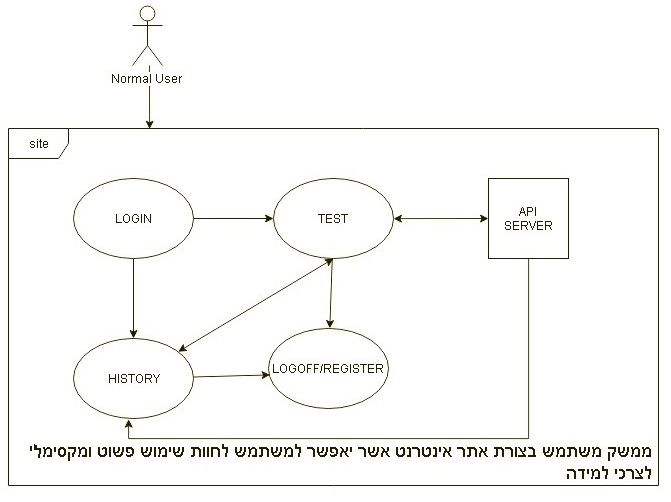 Normal User
site
LOGIN
TEST
API
SERVER
HISTORY
LOGOFF/REGISTER
ממשק משתמש בצורת אתר אינטרנט אשר יאפשר למשתמש לחוות שימוש פשוט ומקסימלי
לצרכי למידה